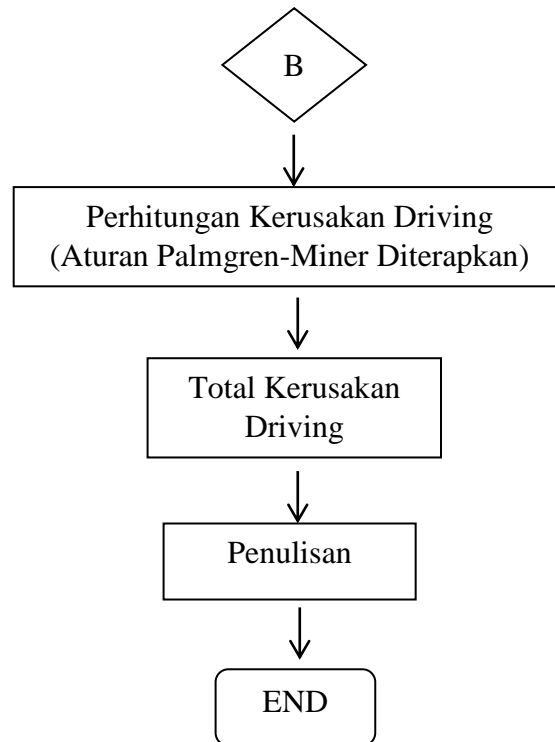 B
Perhitungan Kerusakan Driving
(Aturan Palmgren-Miner Diterapkan)
Total Kerusakan
Driving
Penulisan
END